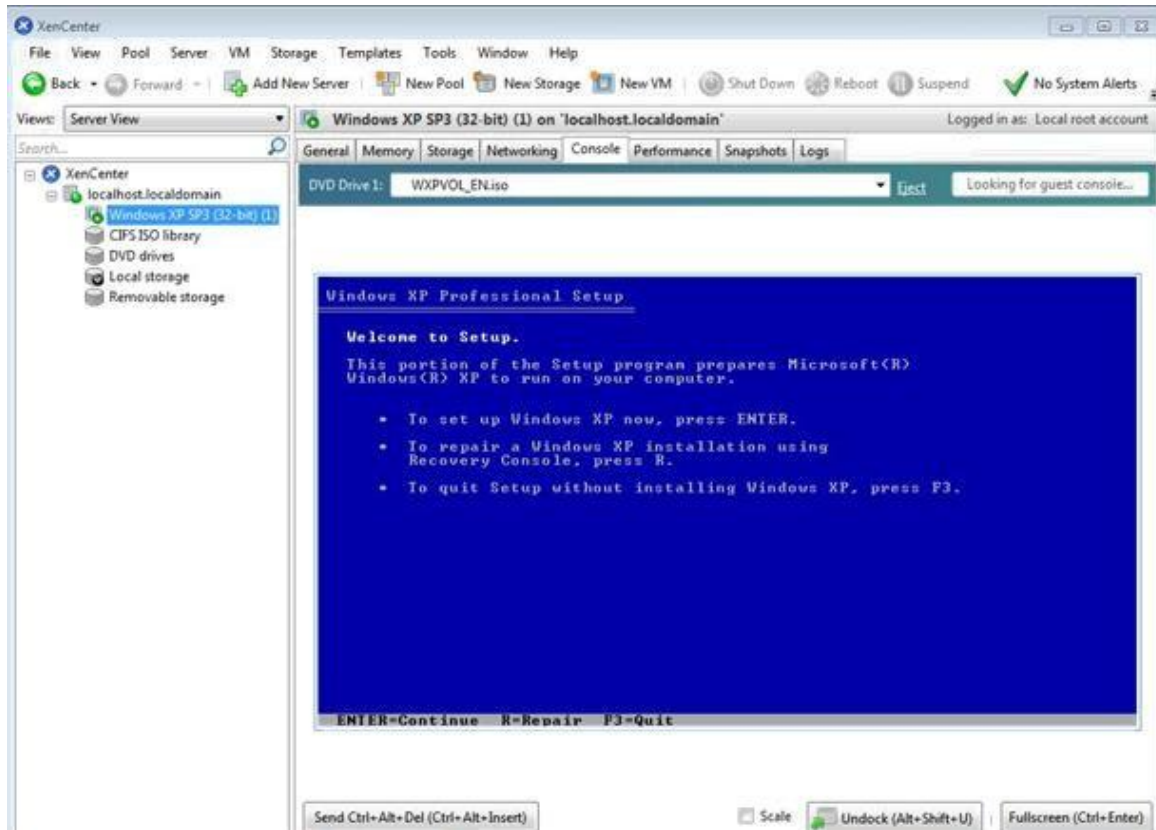 XenCenter
File View Pool Server VM Storage Templates Tools Window Help
Back Forward Add New Server New Pool New Storage New VM Shut Down Reboot Suspend No System Alerts
Views: Server View Windows XP SP3 (32-bit) (1) on 'localhost.localdomain' Logged in as: Local root account
Search... General Memory Storage Networking Console Performance Snapshots Logs
XenCenter
localhost.localdomain
Windows XP SP3 (32-bit) (1)
CIFS ISO library
DVD drives
Local storage
Removable storage
DVD Drive 1: WXPVOL_EN.iso Eject Looking for guest console...
Windows XP Professional Setup
Welcome to Setup.
This portion of the Setup program prepares Microsoft(R)
Windows(R) XP to run on your computer.
• To set up Windows XP now, press ENTER.
• To repair a Windows XP installation using
Recovery Console, press R.
• To quit Setup without installing Windows XP, press F3.
ENTER=Continue R=Repair F3=Quit
Send Ctrl+Alt+Del (Ctrl+Alt+Insert) Scale Undock (Alt+Shift+U) Fullscreen (Ctrl+Enter)